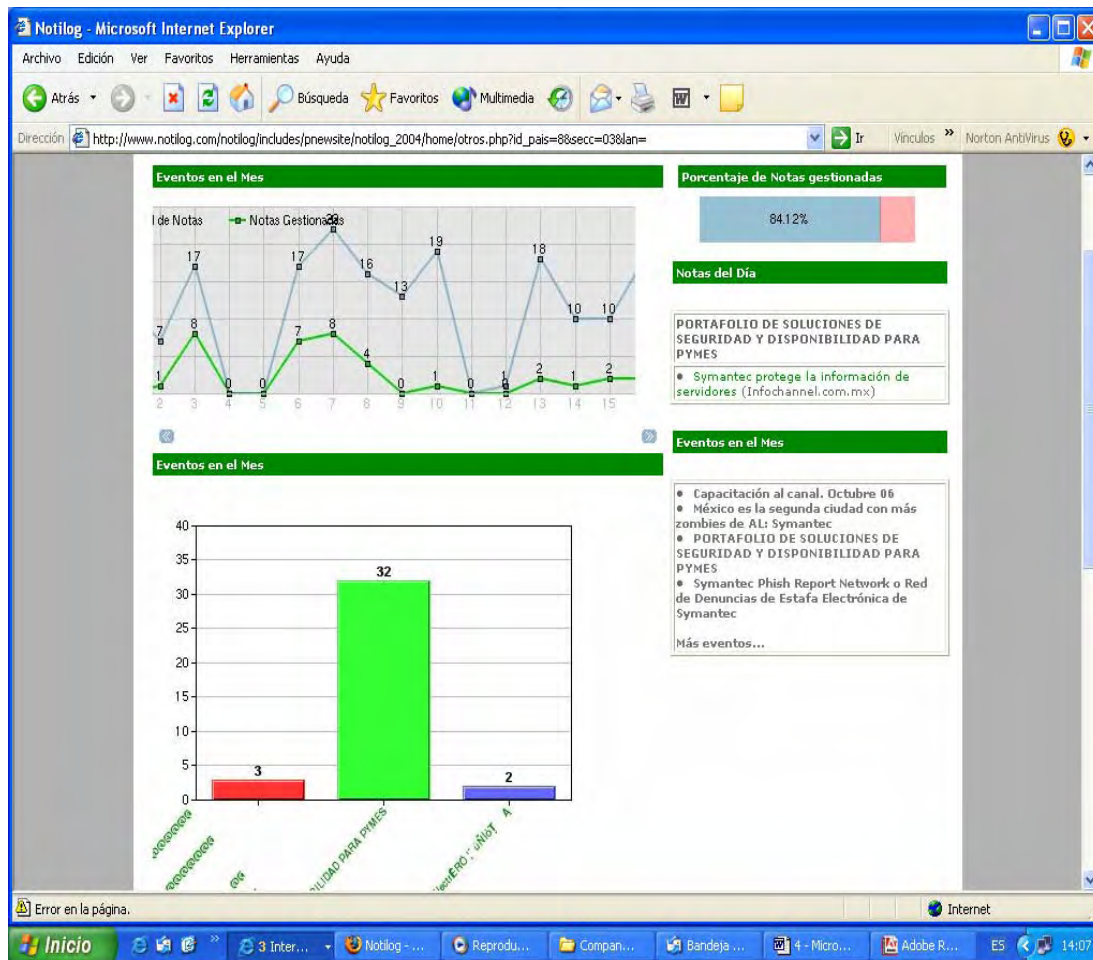 Notilog - Microsoft Internet Explorer
Archivo Edición Ver Favoritos Herramientas Ayuda
Atrás Búsqueda Favoritos Multimedia
Dirección http://www.notilog.com/notilog/includes/pnewsite/notilog_2004/home/otros.php?id_pais=8&secc=03&lan= Ir Vínculos » Norton AntiVirus
Eventos en el Mes
l de Notas Notas Gestionadas
17 17 16 13 19 18 10 10
7 8 7 8 4 2 2
1 0 0 0 1 0 1 1
2 3 4 5 6 7 8 9 10 11 12 13 14 15
Eventos en el Mes
40
35
30
25
20
15
10
5
0
3 32 2
BILIDAD PARA PYMES
Porcentaje de Notas gestionadas
84.12%
Notas del Día
PORTAFOLIO DE SOLUCIONES DE
SEGURIDAD Y DISPONIBILIDAD PARA
PYMES
• Symantec protege la información de
servidores (Infochannel.com.mx)
Eventos en el Mes
• Capacitación al canal. Octubre 06
• México es la segunda ciudad con más
zombies de AL: Symantec
• PORTAFOLIO DE SOLUCIONES DE
SEGURIDAD Y DISPONIBILIDAD PARA
PYMES
• Symantec Phish Report Network o Red
de Denuncias de Estafa Electrónica de
Symantec
Más eventos...
Error en la página. Internet
Inicio » 3 Inter... Notilog - ... Reprodu... Compan... Bandeja ... 4 - Micro... Adobe R... ES 14:07